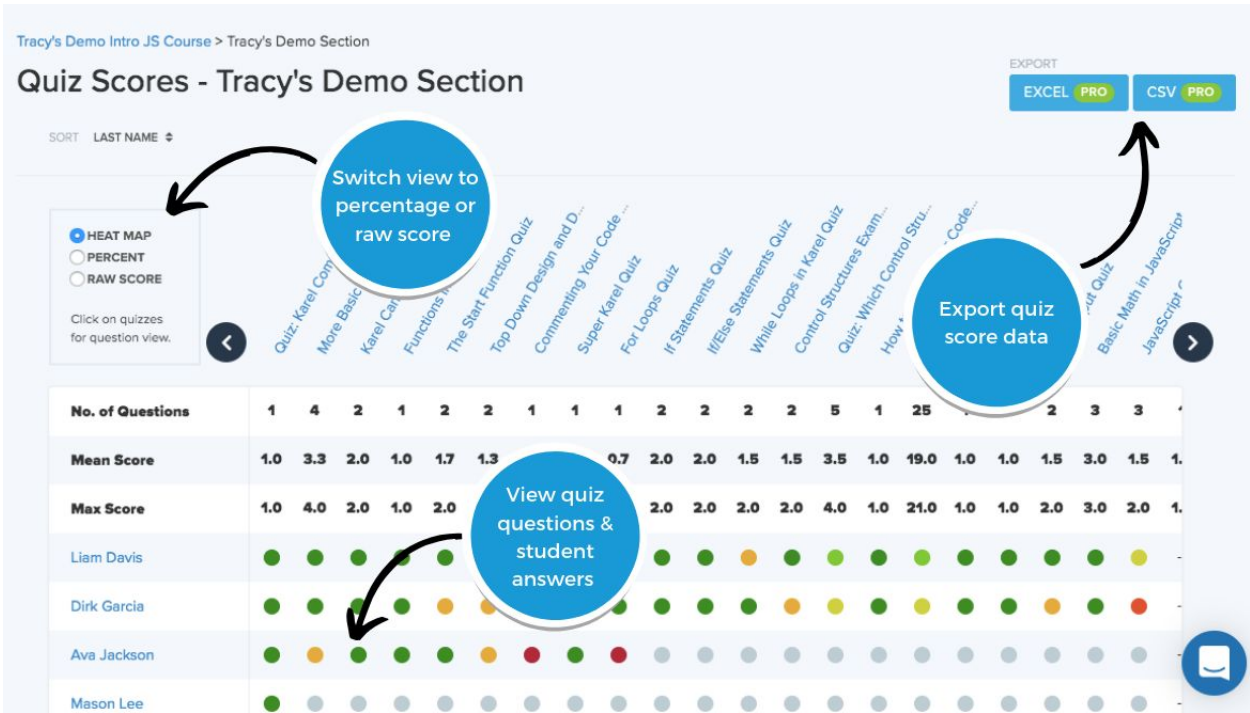 Tracy's Demo Intro JS Course > Tracy's Demo Section
Quiz Scores - Tracy's Demo Section
EXPORT
EXCEL PRO
CSV PRO
SORT LAST NAME
Switch view to
percentage or
raw score
HEAT MAP
PERCENT
RAW SCORE
Click on quizzes
for question view.
Quiz: Karel Com
More Basic
Karel Can
Functions
The Start Function Quiz
Top Down Design and D...
Commenting Your Code ...
Super Karel Quiz
For Loops Quiz
If Statements Quiz
If/Else Statements Quiz
While Loops in Karel Quiz
Control Structures Exam...
Quiz: Which Control Stru...
How
Code...
Quiz
Basic Math in JavaScript
JavaScript
Export quiz
score data
No. of Questions 1 4 2 1 2 2 1 1 1 2 2 2 2 5 1 25 2 3 3
Mean Score 1.0 3.3 2.0 1.0 1.7 1.3 0.7 2.0 2.0 1.5 1.5 3.5 1.0 19.0 1.0 1.0 1.5 3.0 1.5 1.
Max Score 1.0 4.0 2.0 1.0 2.0 2.0 2.0 2.0 2.0 4.0 1.0 21.0 1.0 1.0 2.0 3.0 2.0 1.
View quiz
questions &
student
answers
Liam Davis
Dirk Garcia
Ava Jackson
Mason Lee